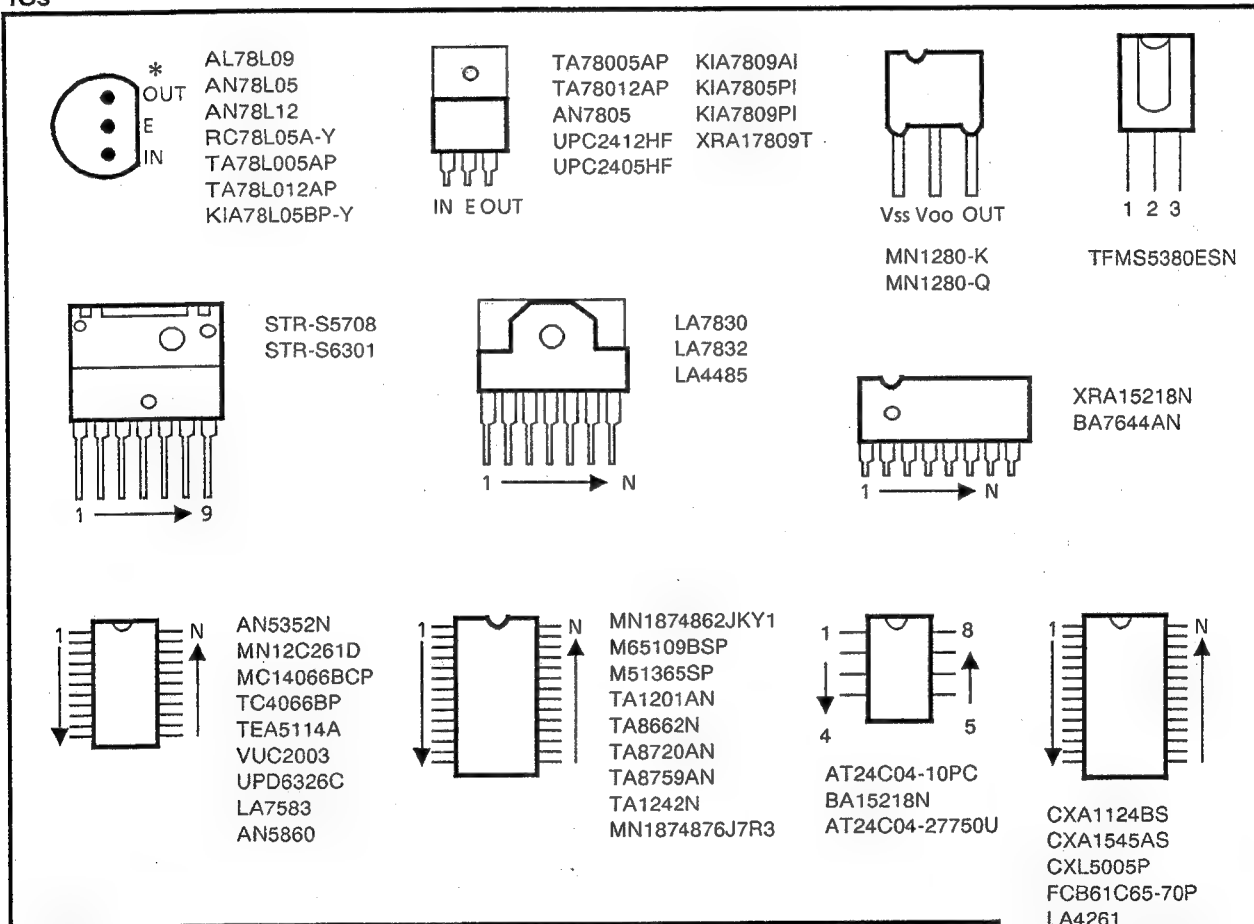 ICs
*
OUT
E
IN
AL78L09
AN78L05
AN78L12
RC78L05A-Y
TA78L005AP
TA78L012AP
KIA78L05BP-Y
IN E OUT
TA78005AP KIA7809AI
TA78012AP KIA7805PI
AN7805 KIA7809PI
UPC2412HF XRA17809T
UPC2405HF
Vss Voo OUT
MN1280-K
MN1280-Q
1 2 3
TFMS5380ESN
1 9
STR-S5708
STR-S6301
1 N
LA7830
LA7832
LA4485
1 N
XRA15218N
BA7644AN
1 N
AN5352N
MN12C261D
MC14066BCP
TC4066BP
TEA5114A
VUC2003
UPD6326C
LA7583
AN5860
1 N
MN1874862JKY1
M65109BSP
M51365SP
TA1201AN
TA8662N
TA8720AN
TA8759AN
TA1242N
MN1874876J7R3
1 8
4 5
AT24C04-10PC
BA15218N
AT24C04-27750U
1 N
CXA1124BS
CXA1545AS
CXL5005P
FCB61C65-70P
LA4261